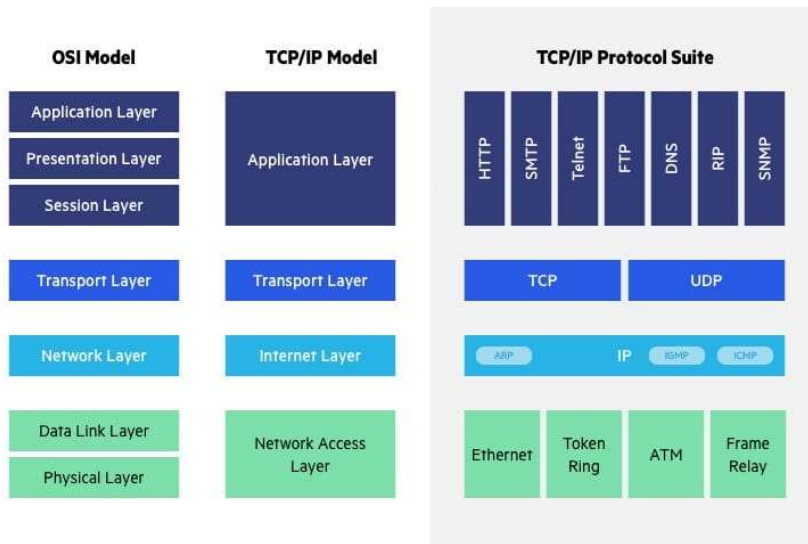 OSI Model
TCP/IP Model
TCP/IP Protocol Suite
Application Layer
Presentation Layer
Session Layer
Application Layer
HTTP
SMTP
Telnet
FTP
DNS
RIP
SNMP
Transport Layer
Transport Layer
TCP
UDP
Network Layer
Internet Layer
ARP
IP
IGMP
ICMP
Data Link Layer
Physical Layer
Network Access
Layer
Ethernet
Token
Ring
ATM
Frame
Relay